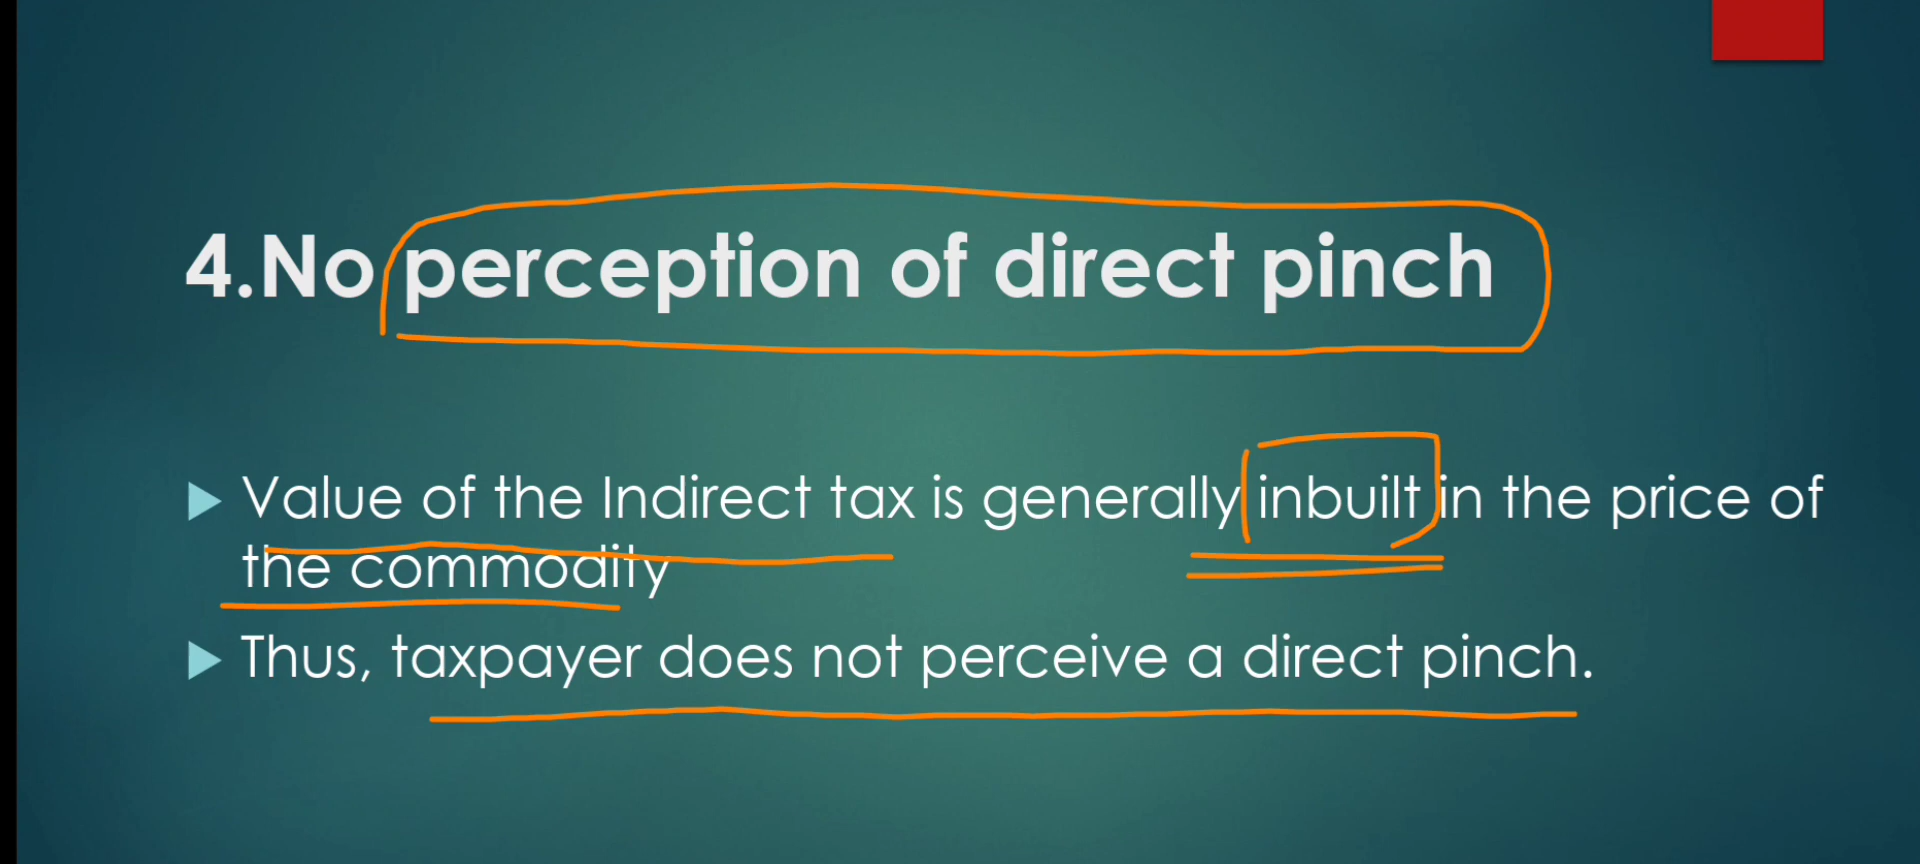 4.No perception of direct pinch
Value of the Indirect tax is generally inbuilt in the price of
the commodity
Thus, taxpayer does not perceive a direct pinch.